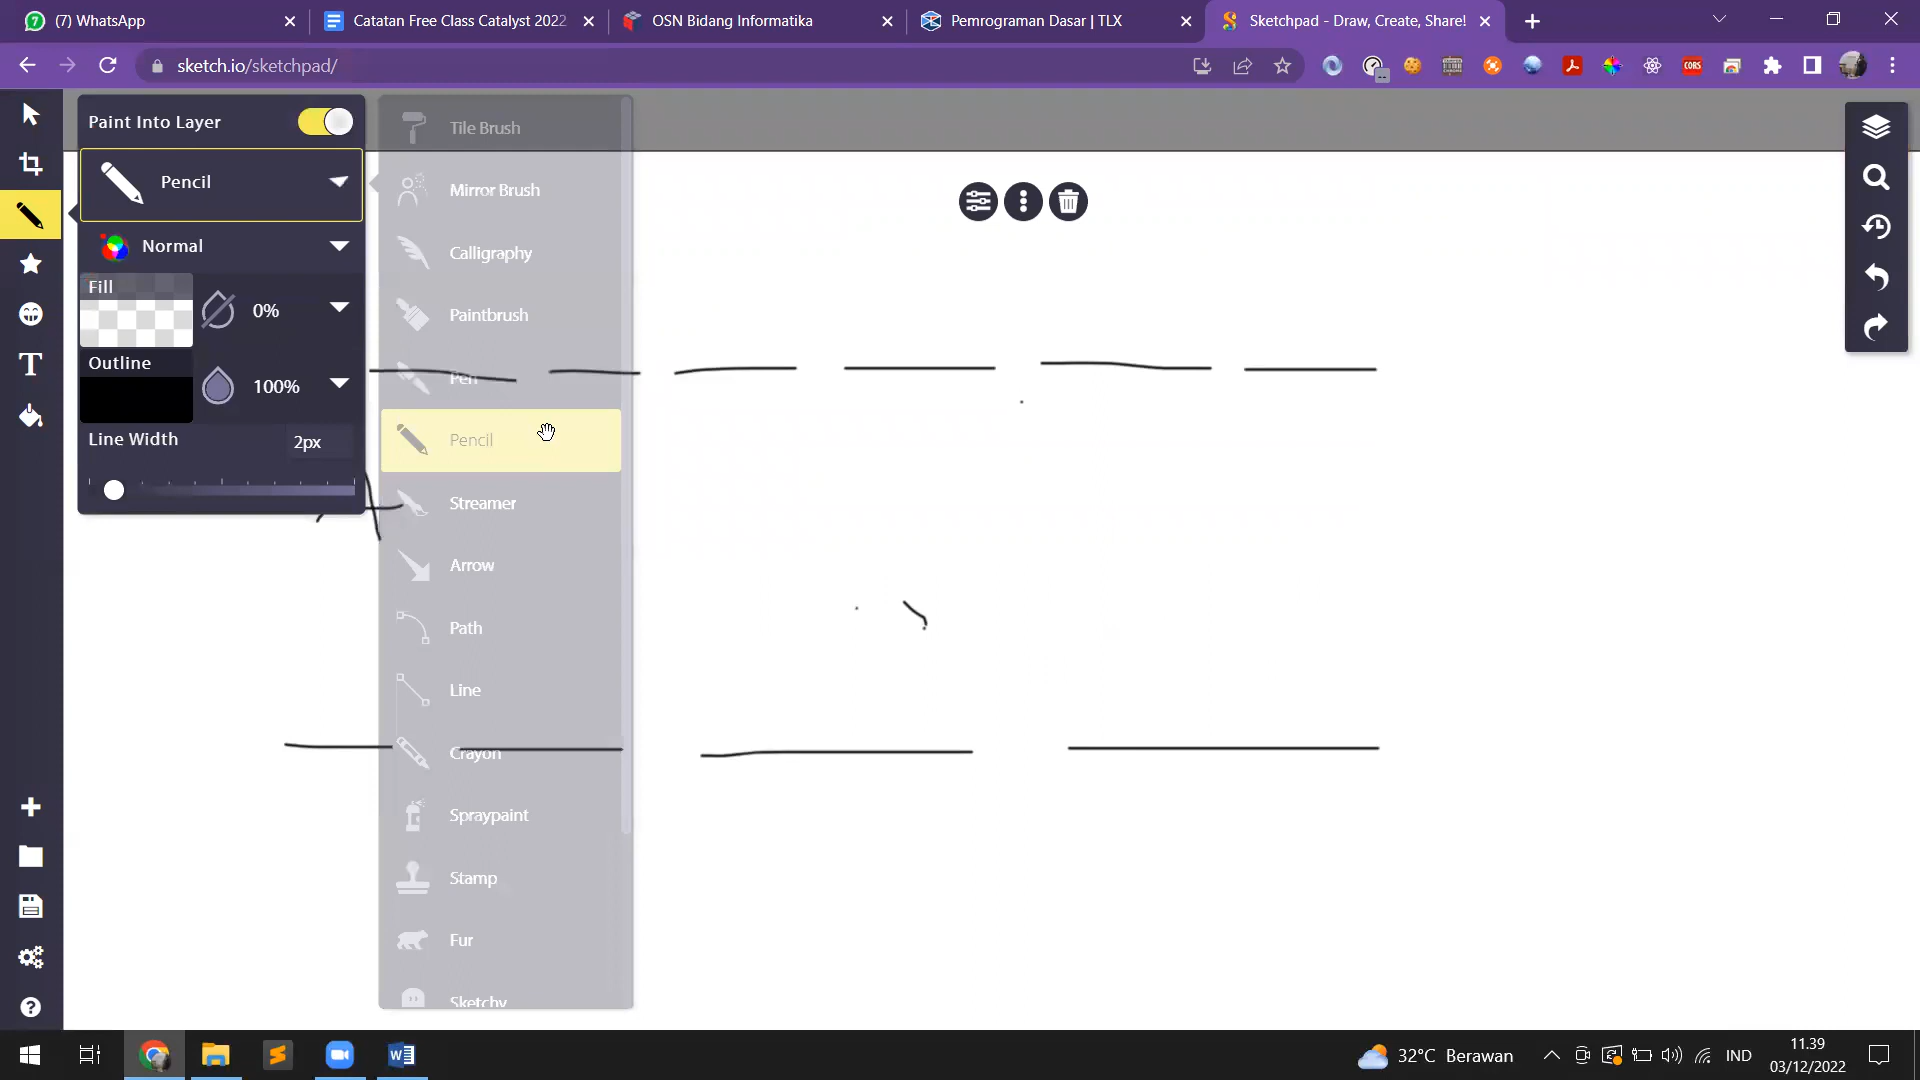 (7) WhatsApp
Catatan Free Class Catalyst 2022
OSN Bidang Informatika
Pemrograman Dasar | TLX
Sketchpad - Draw, Create, Share!
sketch.io/sketchpad/
CORS
Paint Into Layer
Pencil
Normal
Fill
0%
Outline
100%
Line Width
2px
Tile Brush
Mirror Brush
Calligraphy
Paintbrush
Pen
Pencil
Streamer
Arrow
Path
Line
Crayon
Spraypaint
Stamp
Fur
Sketchy
T
32°C Berawan
IND
11.39
03/12/2022